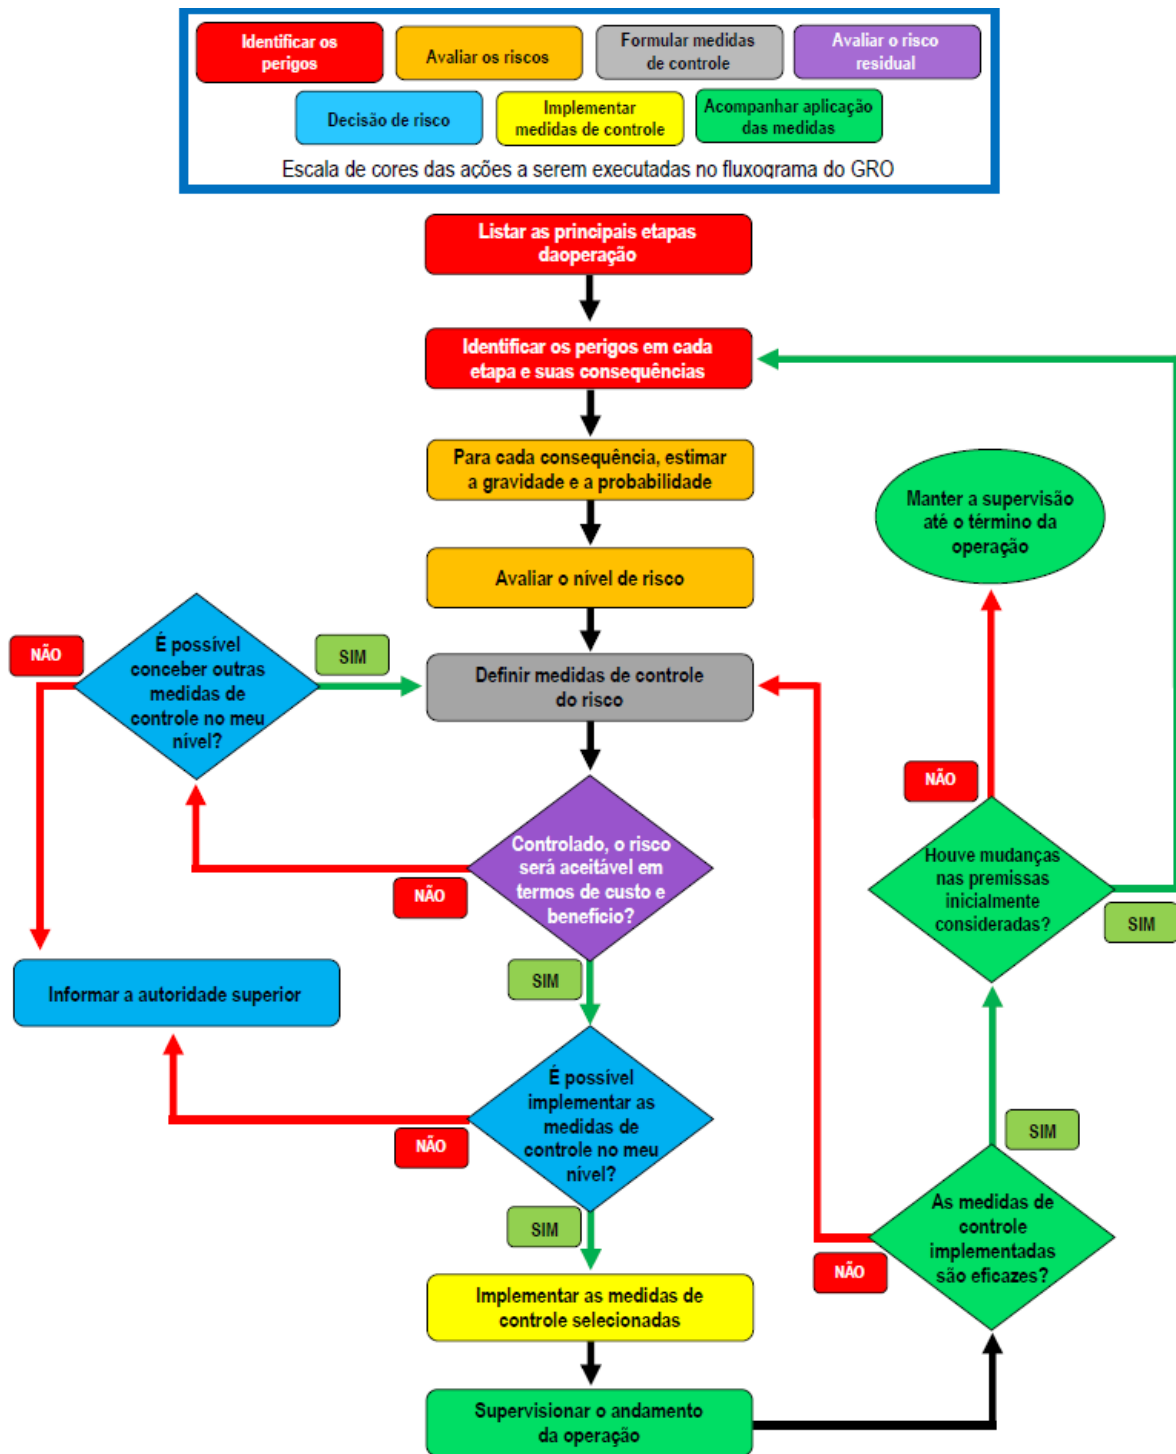 Identificar os
perigos
Avaliar os riscos
Formular medidas
de controle
Avaliar o risco
residual
Decisão de risco
Implementar
medidas de controle
Acompanhar aplicação
das medidas
Escala de cores das ações a serem executadas no fluxograma do GRO
Listar as principais etapas
daoperação
Identificar os perigos em cada
etapa e suas consequências
Para cada consequência, estimar
a gravidade e a probabilidade
Manter a supervisão
até o término da
operação
Avaliar o nível de risco
NÃO
É possível
conceber outras
medidas de
controle no meu
nível?
SIM
Definir medidas de controle
do risco
NÃO
Controlado, o risco
será aceitável em
termos de custo e
benefício?
NÃO
Houve mudanças
nas premissas
inicialmente
consideradas?
SIM
SIM
Informar a autoridade superior
É possível
implementar as
medidas de
controle no meu
nível?
NÃO
SIM
SIM
As medidas de
controle
implementadas
são eficazes?
NÃO
Implementar as medidas de
controle selecionadas
Supervisionar o andamento
da operação